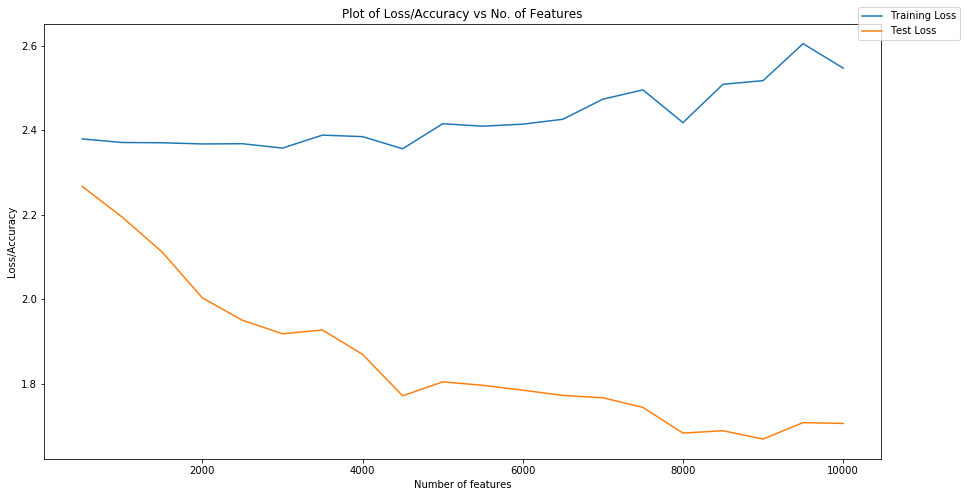 Plot of Loss/Accuracy vs No. of Features
Training Loss
Test Loss
2.6
2.4
2.2
2.0
1.8
Loss/Accuracy
2000
4000
6000
8000
10000
Number of features